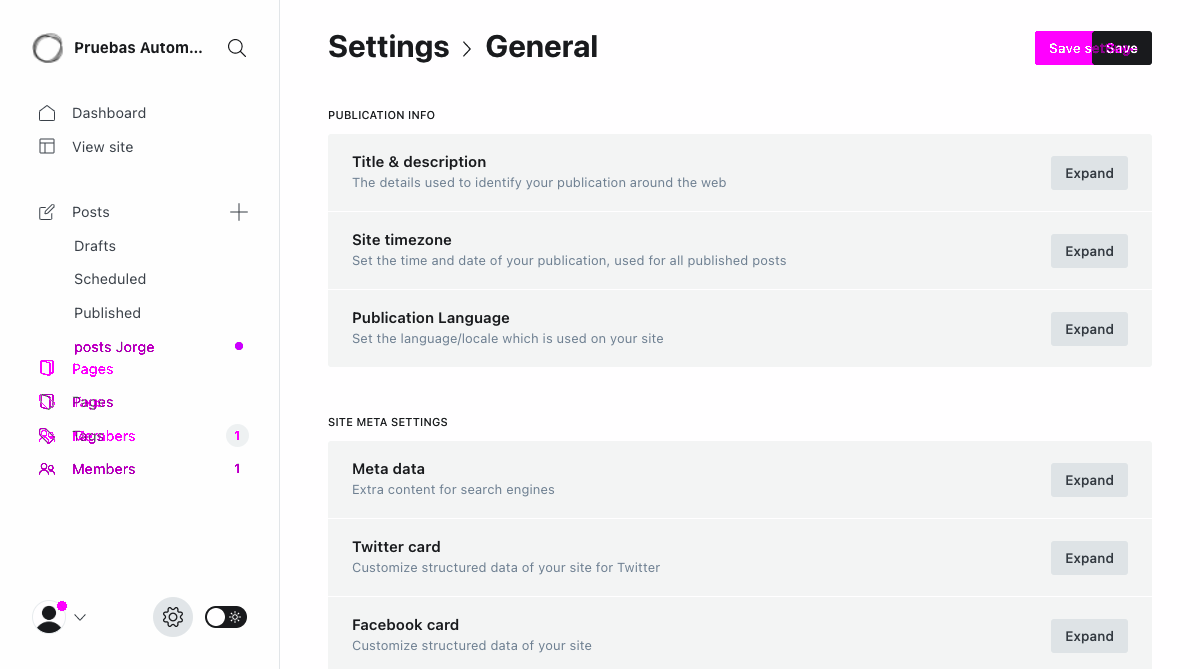 Pruebas Autom...
Dashboard
View site
Posts
Drafts
Scheduled
Published
posts Jorge
Pages
Pages
Members 1
Members 1
Settings > General
Save settings
Save
PUBLICATION INFO
Title & description
The details used to identify your publication around the web
Expand
Site timezone
Set the time and date of your publication, used for all published posts
Expand
Publication Language
Set the language/locale which is used on your site
Expand
SITE META SETTINGS
Meta data
Extra content for search engines
Expand
Twitter card
Customize structured data of your site for Twitter
Expand
Facebook card
Customize structured data of your site
Expand